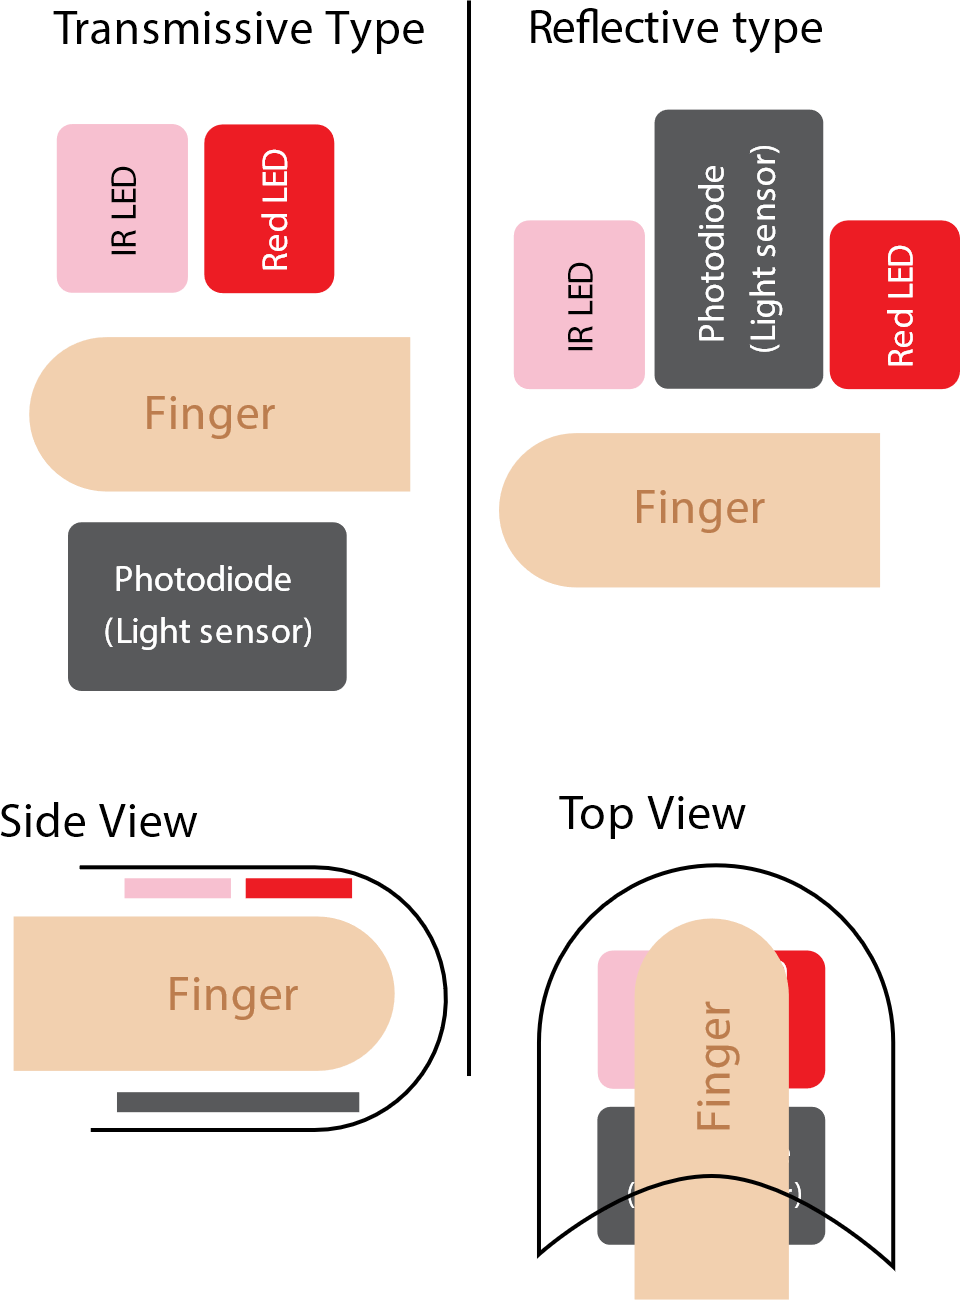 Transmissive Type
IR LED
Red LED
Finger
Photodiode
(Light sensor)
Side View
Finger
Reflective type
IR LED
Photodiode
(Light sensor)
Red LED
Finger
Top View
Finger